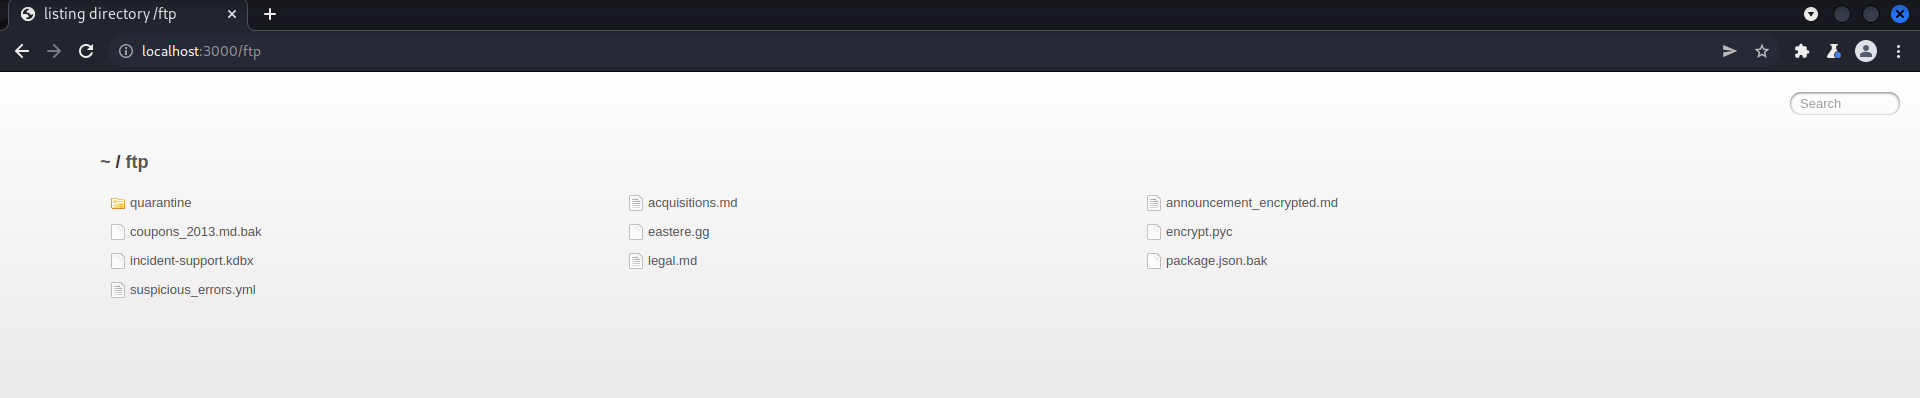 listing directory /ftp
localhost:3000/ftp
Search
~ / ftp
quarantine acquisitions.md announcement_encrypted.md
coupons_2013.md.bak eastere.gg encrypt.pyc
incident-support.kdbx legal.md package.json.bak
suspicious_errors.yml